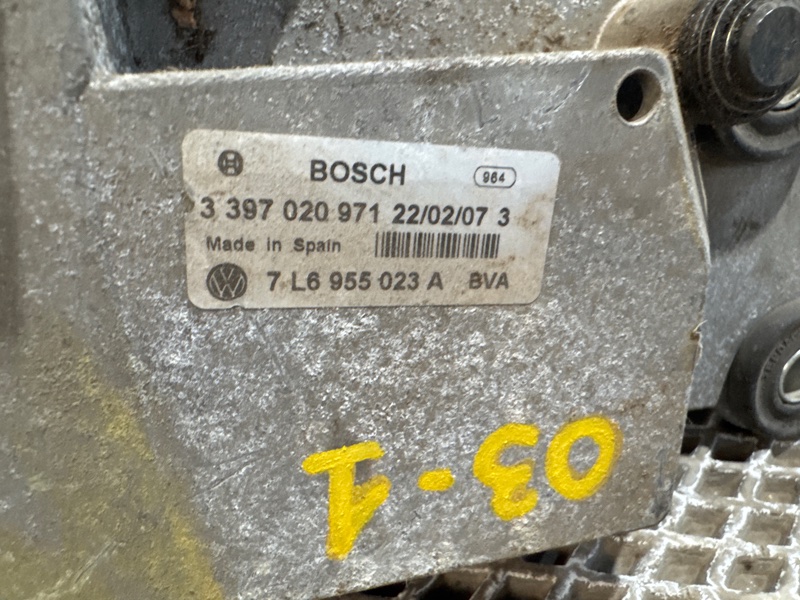 BOSCH 964
3 397 020 971 22/02/07 3
Made in Spain
7 L6 955 023 A BVA
03-1